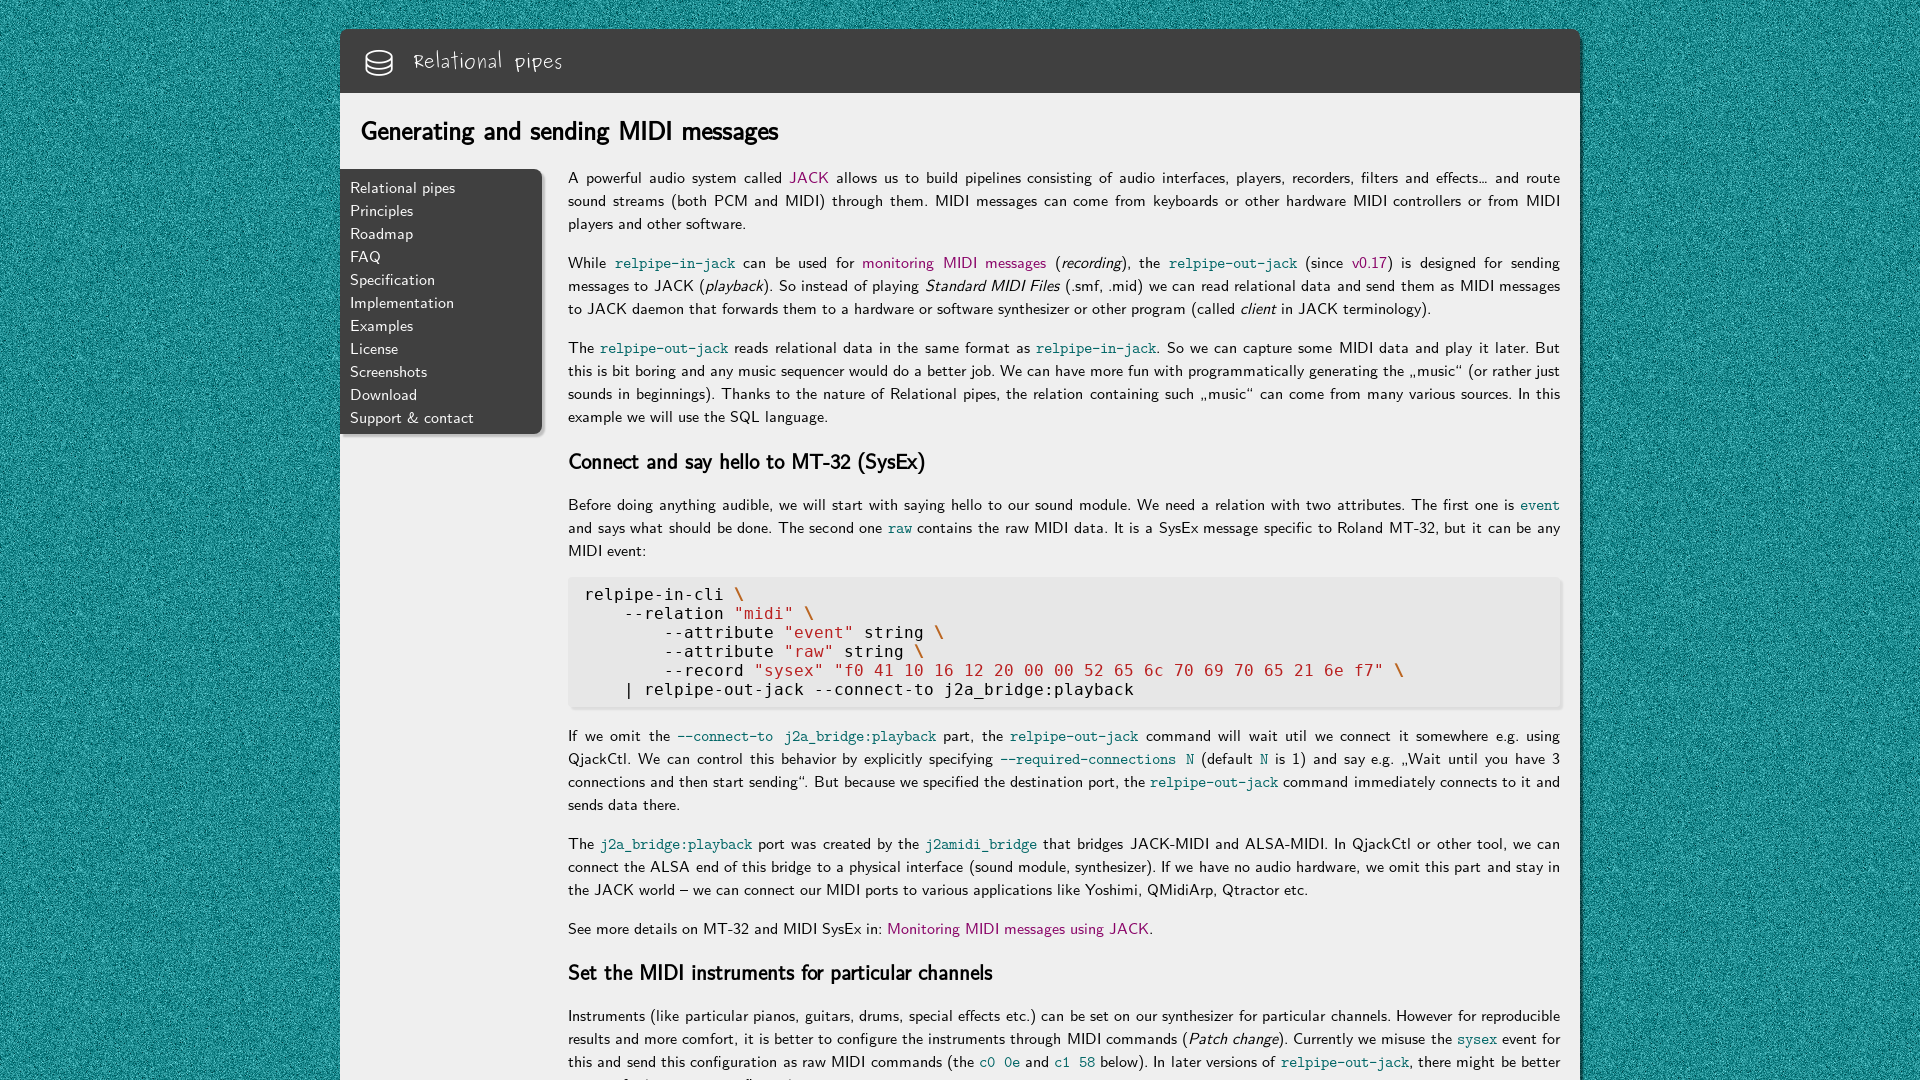 Relational pipes
Generating and sending MIDI messages
Relational pipes
Principles
Roadmap
FAQ
Specification
Implementation
Examples
License
Screenshots
Download
Support & contact
A powerful audio system called JACK allows us to build pipelines consisting of audio interfaces, players, recorders, filters and effects… and route
sound streams (both PCM and MIDI) through them. MIDI messages can come from keyboards or other hardware MIDI controllers or from MIDI
players and other software.
While relpipe-in-jack can be used for monitoring MIDI messages (recording), the relpipe-out-jack (since v0.17) is designed for sending
messages to JACK (playback). So instead of playing Standard MIDI Files (.smf, .mid) we can read relational data and send them as MIDI messages
to JACK daemon that forwards them to a hardware or software synthesizer or other program (called client in JACK terminology).
The relpipe-out-jack reads relational data in the same format as relpipe-in-jack. So we can capture some MIDI data and play it later. But
this is bit boring and any music sequencer would do a better job. We can have more fun with programmatically generating the „music“ (or rather just
sounds in beginnings). Thanks to the nature of Relational pipes, the relation containing such „music“ can come from many various sources. In this
example we will use the SQL language.
Connect and say hello to MT-32 (SysEx)
Before doing anything audible, we will start with saying hello to our sound module. We need a relation with two attributes. The first one is event
and says what should be done. The second one raw contains the raw MIDI data. It is a SysEx message specific to Roland MT-32, but it can be any
MIDI event:
relpipe-in-cli \
--relation "midi" \
--attribute "event" string \
--attribute "raw" string \
--record "sysex" "f0 41 10 16 12 20 00 00 52 65 6c 70 69 70 65 21 6e f7" \
| relpipe-out-jack --connect-to j2a_bridge:playback
If we omit the --connect-to j2a_bridge:playback part, the relpipe-out-jack command will wait util we connect it somewhere e.g. using
QjackCtl. We can control this behavior by explicitly specifying --required-connections N (default N is 1) and say e.g. „Wait until you have 3
connections and then start sending“. But because we specified the destination port, the relpipe-out-jack command immediately connects to it and
sends data there.
The j2a_bridge:playback port was created by the j2amidi_bridge that bridges JACK-MIDI and ALSA-MIDI. In QjackCtl or other tool, we can
connect the ALSA end of this bridge to a physical interface (sound module, synthesizer). If we have no audio hardware, we omit this part and stay in
the JACK world – we can connect our MIDI ports to various applications like Yoshimi, QMidiArp, Qtractor etc.
See more details on MT-32 and MIDI SysEx in: Monitoring MIDI messages using JACK.
Set the MIDI instruments for particular channels
Instruments (like particular pianos, guitars, drums, special effects etc.) can be set on our synthesizer for particular channels. However for reproducible
results and more comfort, it is better to configure the instruments through MIDI commands (Patch change). Currently we misuse the sysex event for
this and send this configuration as raw MIDI commands (the c0 0e and c1 58 below). In later versions of relpipe-out-jack, there might be better